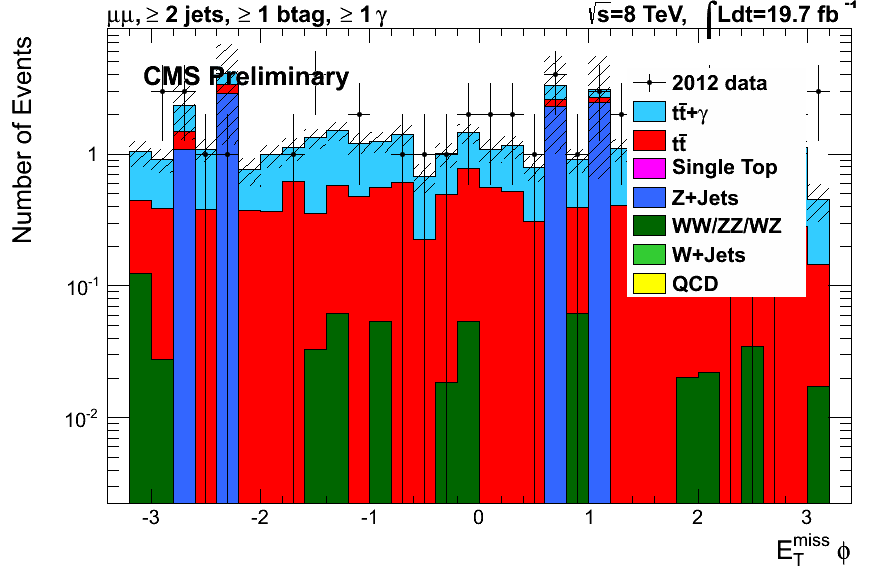 μμ, ≥ 2 jets, ≥ 1 btag, ≥ 1 γ
√s=8 TeV, ∫Ldt=19.7 fb⁻¹
CMS Preliminary
2012 data
tt̄+γ
tt̄
Single Top
Z+Jets
WW/ZZ/WZ
W+Jets
QCD
Number of Events
1
10⁻¹
10⁻²
-3 -2 -1 0 1 2 3
E_T^miss ϕ